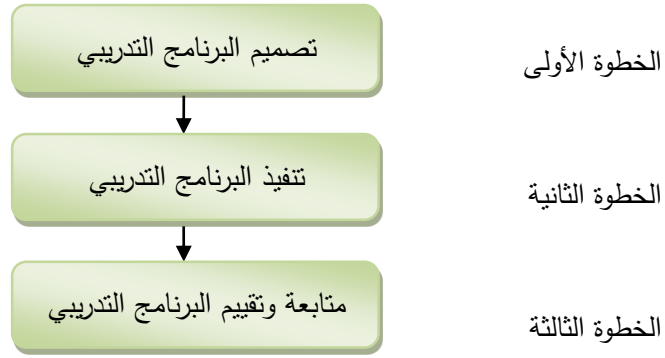 الخطوة الأولى
تصميم البرنامج التدريبي
الخطوة الثانية
تنفيذ البرنامج التدريبي
الخطوة الثالثة
متابعة وتقييم البرنامج التدريبي